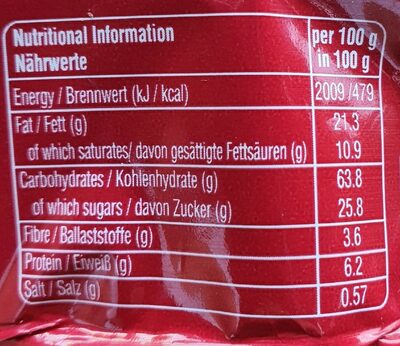 Nutritional Information per 100 g
Nährwerte in 100 g
Energy / Brennwert (kJ / kcal) 2009 /479
Fat / Fett (g) 21.3
of which saturates/ davon gesättigte Fettsäuren (g) 10.9
Carbohydrates / Kohlenhydrate (g) 63.8
of which sugars / davon Zucker (g) 25.8
Fibre / Ballaststoffe (g) 3.6
Protein / Eiweiß (g) 6.2
Salt / Salz (g) 0.57